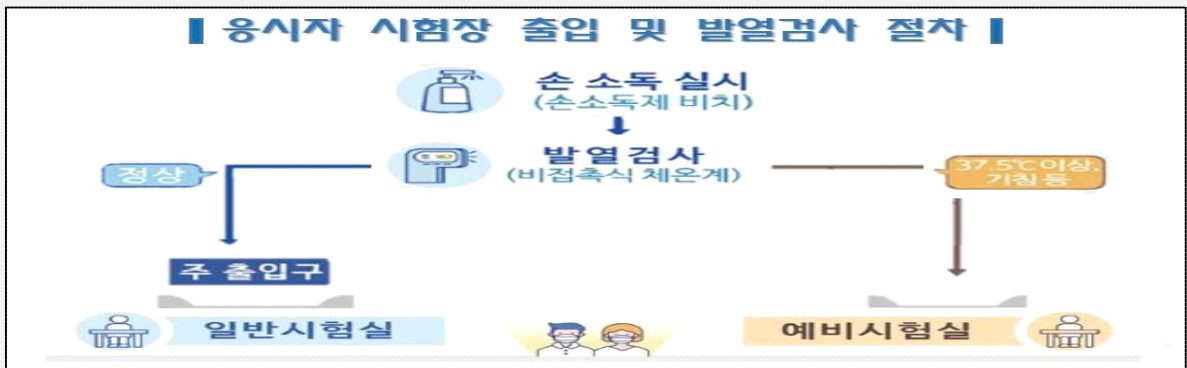 응시자 시험장 출입 및 발열검사 절차
손 소독 실시
(손소독제 비치)
발열검사
(비접촉식 체온계)
정상
37.5℃이상,
기침 등
주 출입구
일반시험실
예비시험실